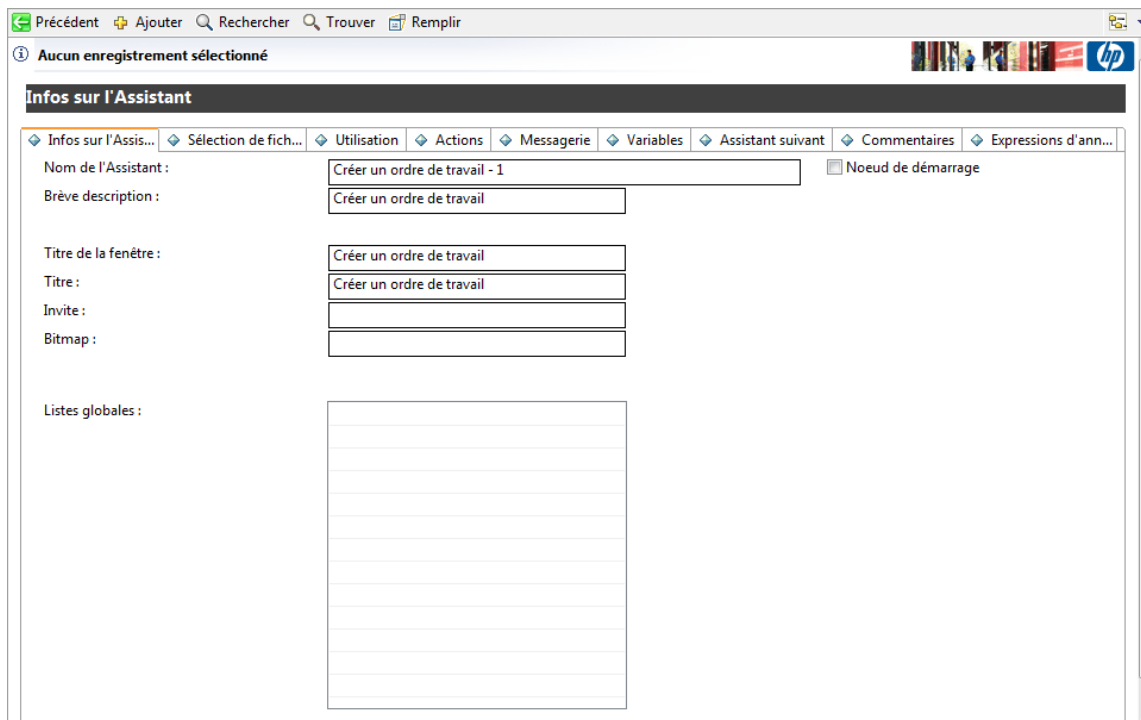 Précédent Ajouter Rechercher Trouver Remplir
Aucun enregistrement sélectionné
hp
Infos sur l'Assistant
Infos sur l'Assis... Sélection de fich... Utilisation Actions Messagerie Variables Assistant suivant Commentaires Expressions d'ann...
Nom de l'Assistant : Créer un ordre de travail - 1 Noeud de démarrage
Brève description : Créer un ordre de travail
Titre de la fenêtre : Créer un ordre de travail
Titre : Créer un ordre de travail
Invite :
Bitmap :
Listes globales :